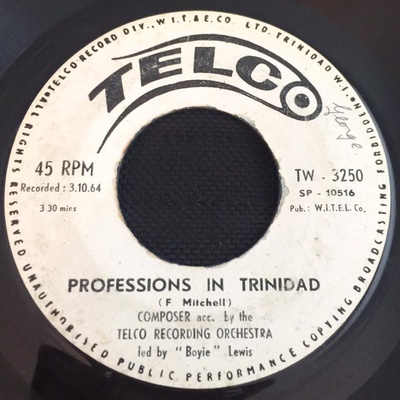 "ALL RIGHTS RESERVED UNAUTHORISED PUBLIC PERFORMANCE COPYING BROADCASTING FORBIDDEN
TELCO RECORD DIV., W.I.T.& E. CO. LTD. TRINIDAD W.I.
TELCO
George
45 RPM
TW - 3250
Recorded : 3.10.64
SP - 10516
3 30 mins
Pub.: W.I.T.E.L. Co.
PROFESSIONS IN TRINIDAD
(F Mitchell)
COMPOSER acc. by the
TELCO RECORDING ORCHESTRA
led by "Boyie" Lewis